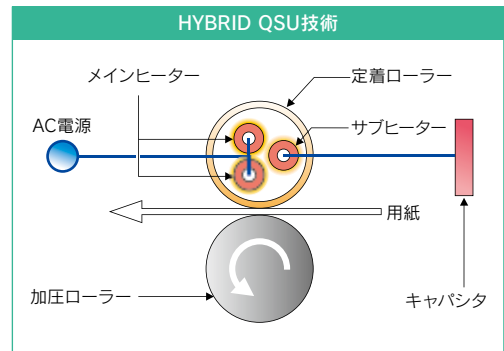 HYBRID QSU技術
メインヒーター
定着ローラー
AC電源
サブヒーター
用紙
加圧ローラー
キャパシタ